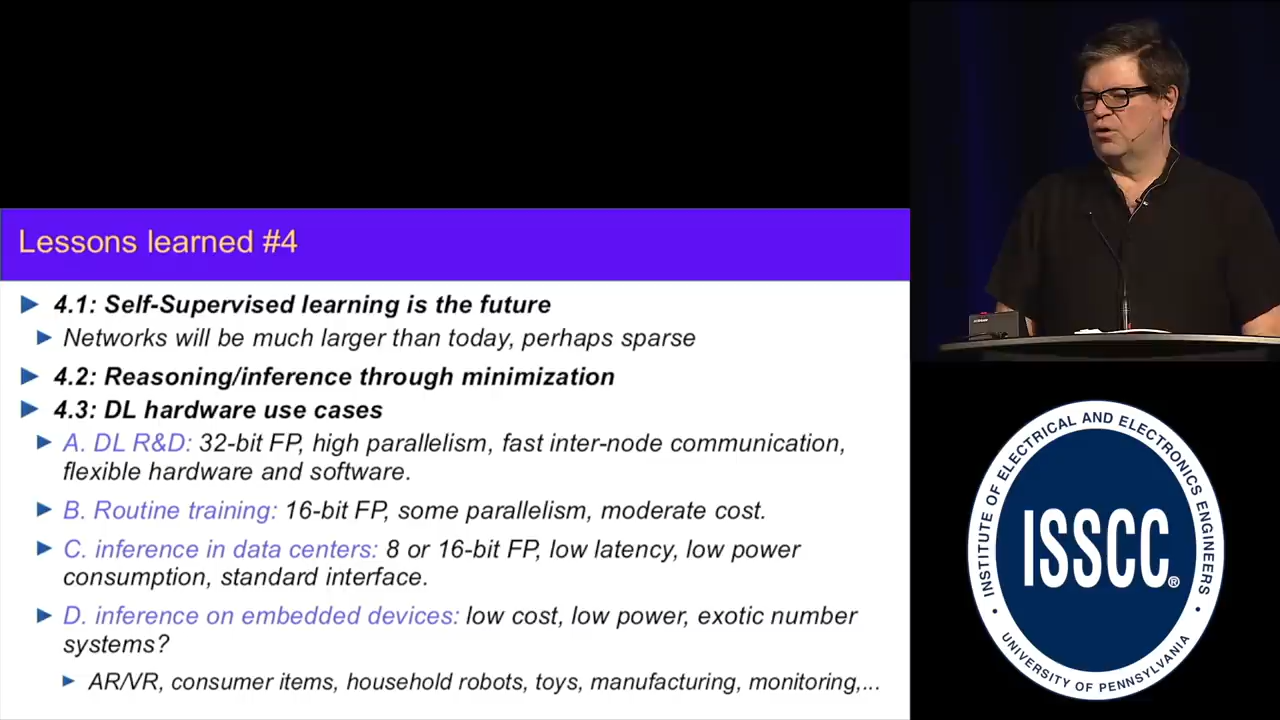 Lessons learned #4
4.1: Self-Supervised learning is the future
Networks will be much larger than today, perhaps sparse
4.2: Reasoning/inference through minimization
4.3: DL hardware use cases
A. DL R&D: 32-bit FP, high parallelism, fast inter-node communication,
flexible hardware and software.
B. Routine training: 16-bit FP, some parallelism, moderate cost.
C. inference in data centers: 8 or 16-bit FP, low latency, low power
consumption, standard interface.
D. inference on embedded devices: low cost, low power, exotic number
systems?
AR/VR, consumer items, household robots, toys, manufacturing, monitoring,...
INSTITUTE OF ELECTRICAL AND ELECTRONICS ENGINEERS
ISSCC®
UNIVERSITY OF PENNSYLVANIA